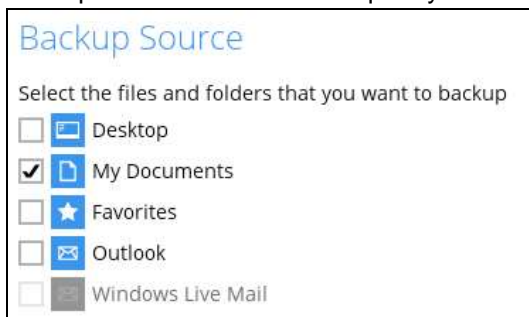 Backup Source
Select the files and folders that you want to backup
Desktop
My Documents
Favorites
Outlook
Windows Live Mail